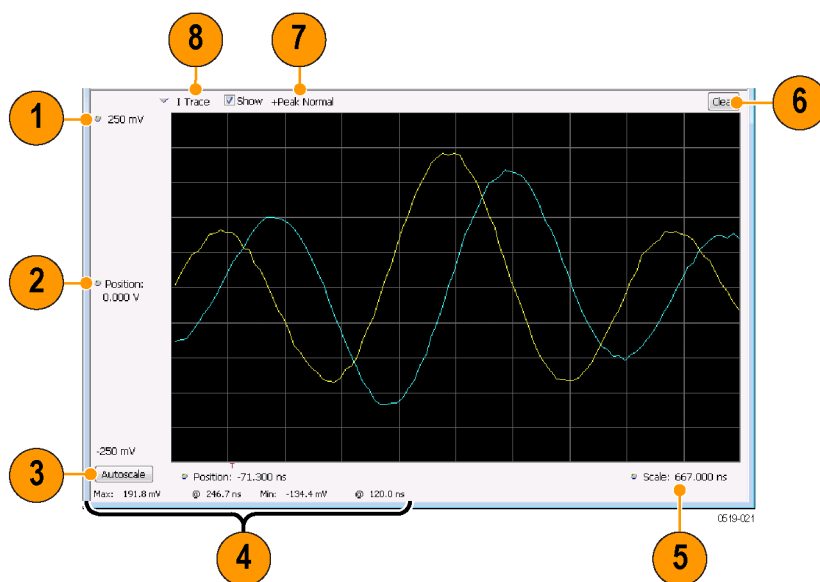 8
7
I Trace Show +Peak Normal
Clear
1
250 mV
6
2
Position:
0.000 V
-250 mV
3
Autoscale
T
Position: -71.300 ns
Scale: 667.000 ns
Max: 191.8 mV @ 246.7 ns Min: -134.4 mV @ 120.0 ns
4
5
0519-021